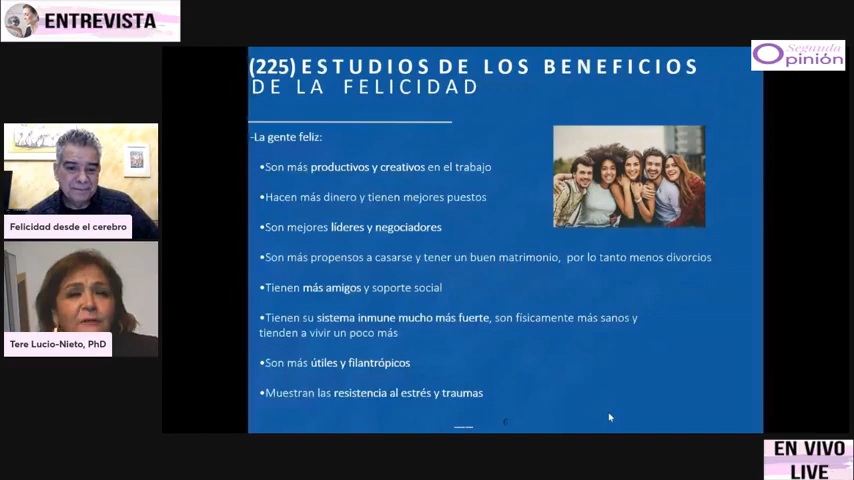 ENTREVISTA
Segunda
Opinión
(225) ESTUDIOS DE LOS BENEFICIOS
DE LA FELICIDAD
-La gente feliz:
•Son más productivos y creativos en el trabajo
•Hacen más dinero y tienen mejores puestos
•Son mejores líderes y negociadores
•Son más propensos a casarse y tener un buen matrimonio, por lo tanto menos divorcios
•Tienen más amigos y soporte social
•Tienen su sistema inmune mucho más fuerte, son físicamente más sanos y
tienden a vivir un poco más
•Son más útiles y filantrópicos
•Muestran las resistencia al estrés y traumas
6
Felicidad desde el cerebro
Tere Lucio-Nieto, PhD
EN VIVO
LIVE